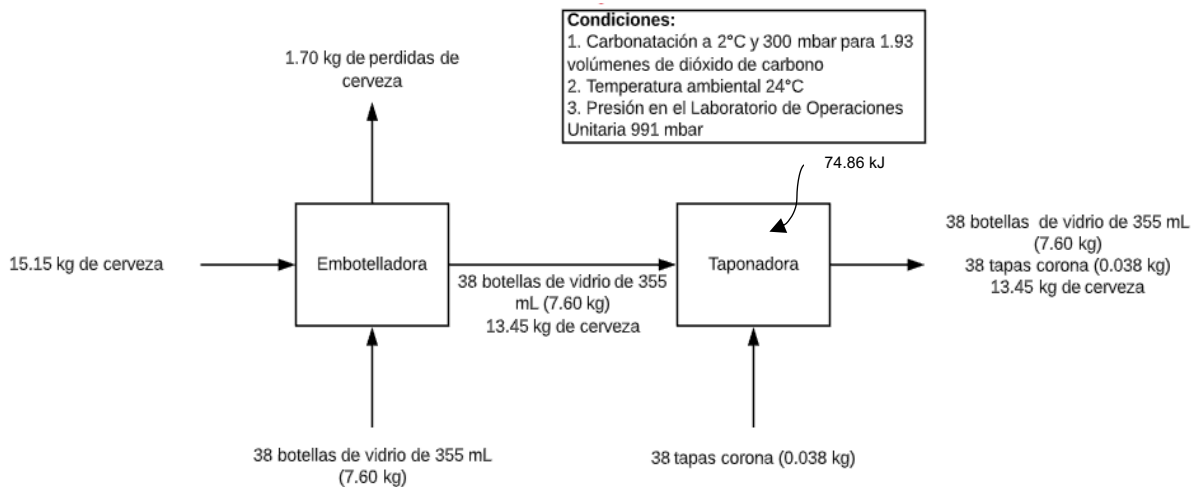 Condiciones:
1. Carbonatación a 2°C y 300 mbar para 1.93
volúmenes de dióxido de carbono
2. Temperatura ambiental 24°C
3. Presión en el Laboratorio de Operaciones
Unitaria 991 mbar
1.70 kg de perdidas de
cerveza
74.86 kJ
15.15 kg de cerveza
Embotelladora
38 botellas de vidrio de 355
mL (7.60 kg)
13.45 kg de cerveza
Taponadora
38 botellas de vidrio de 355 mL
(7.60 kg)
38 tapas corona (0.038 kg)
13.45 kg de cerveza
38 botellas de vidrio de 355 mL
(7.60 kg)
38 tapas corona (0.038 kg)